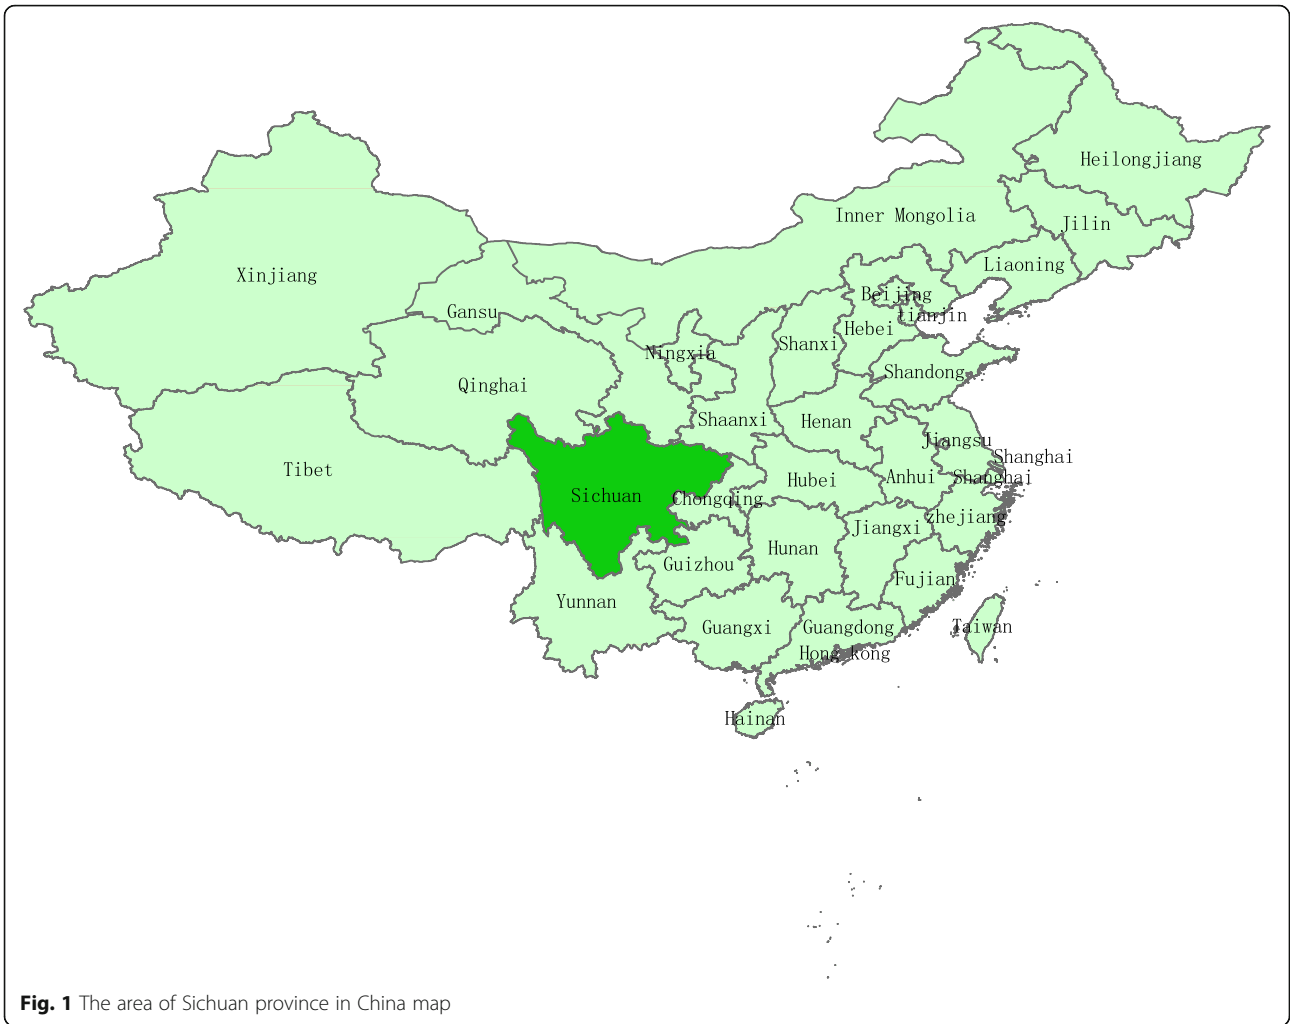 Heilongjiang
Inner Mongolia
Jilin
Liaoning
Xinjiang
Beijing
Gansu
tianjin
Hebei
Shanxi
Ningxia
Shandong
Qinghai
Shaanxi
Henan
Jiangsu
Shanghai
Tibet
Anhui
Shanghai
Hubei
Sichuan
Chongqing
zhejiang
Jiangxi
Hunan
Guizhou
Fujian
Yunnan
Guangxi
Guangdong
Taiwan
Hong kong
Hainan
Fig. 1 The area of Sichuan province in China map